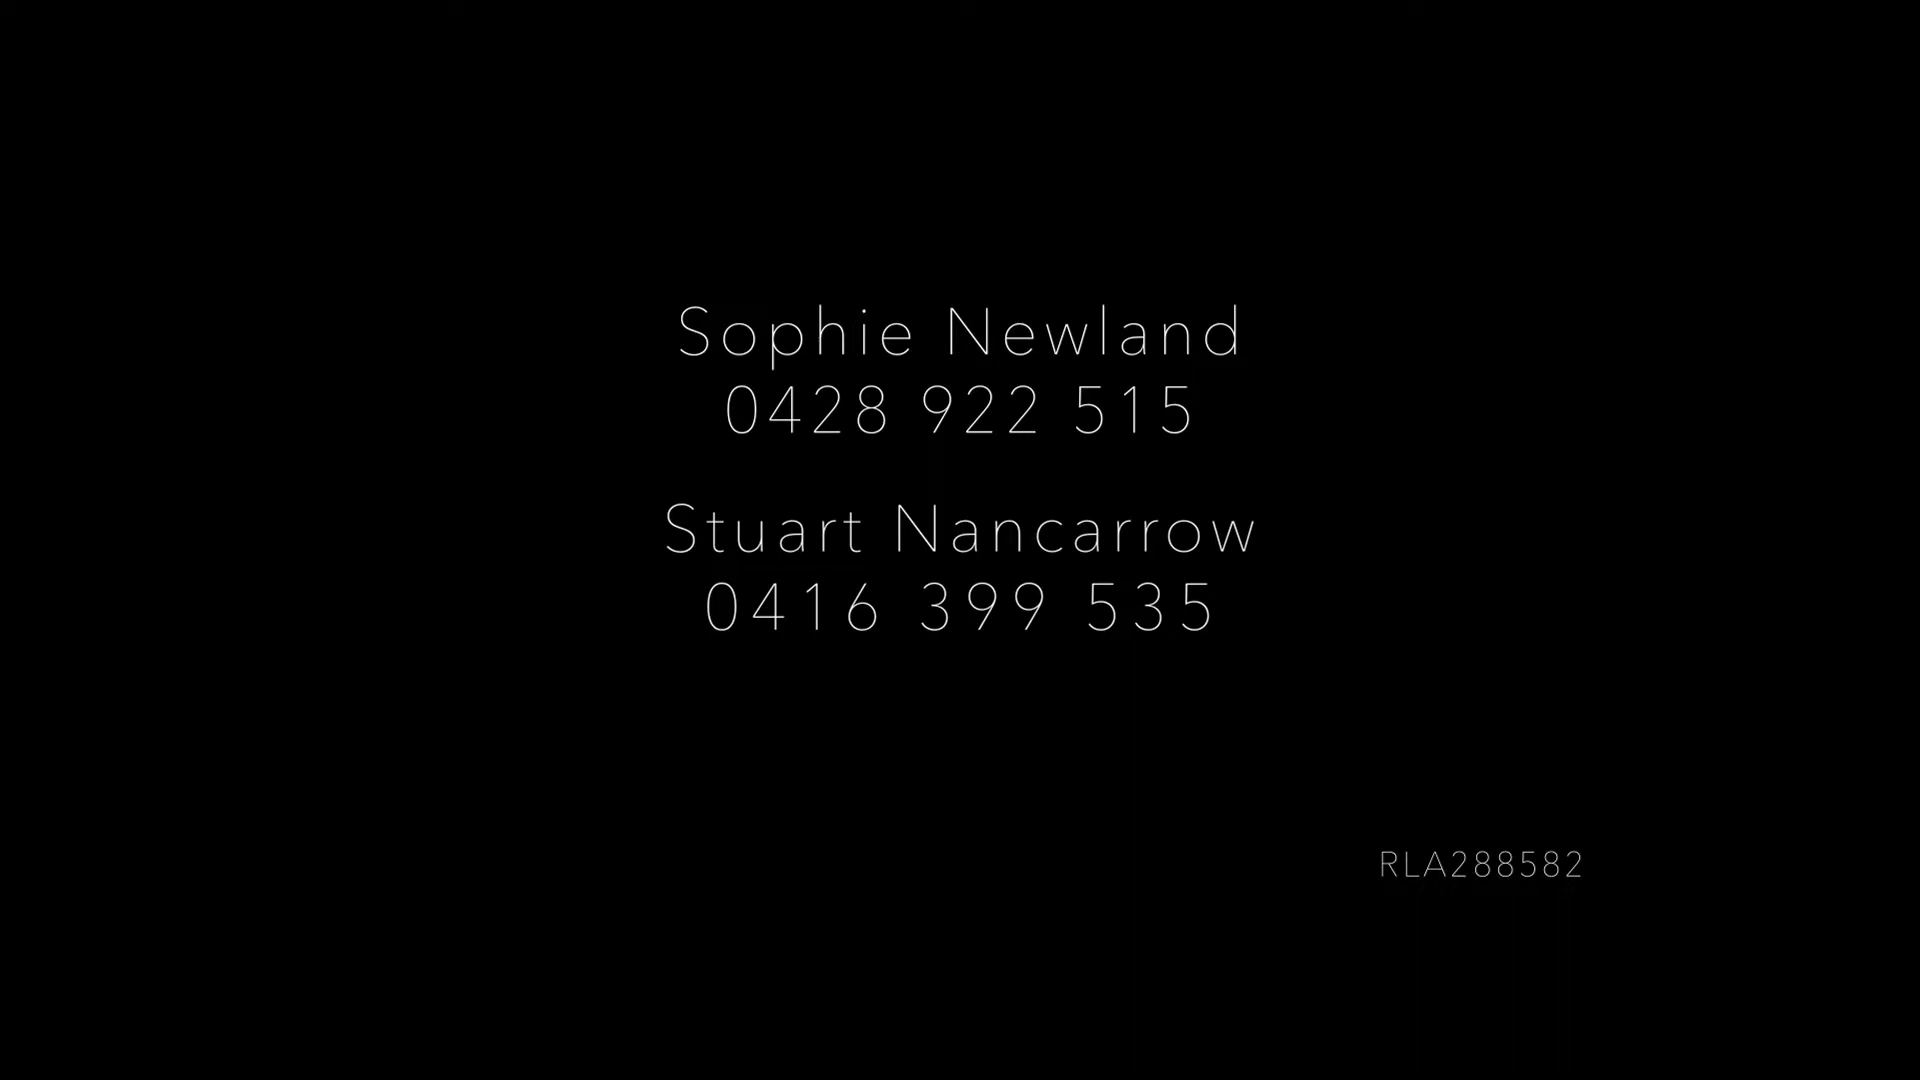 Sophie Newland
0428 922 515
Stuart Nancarrow
0416 399 535
RLA288582